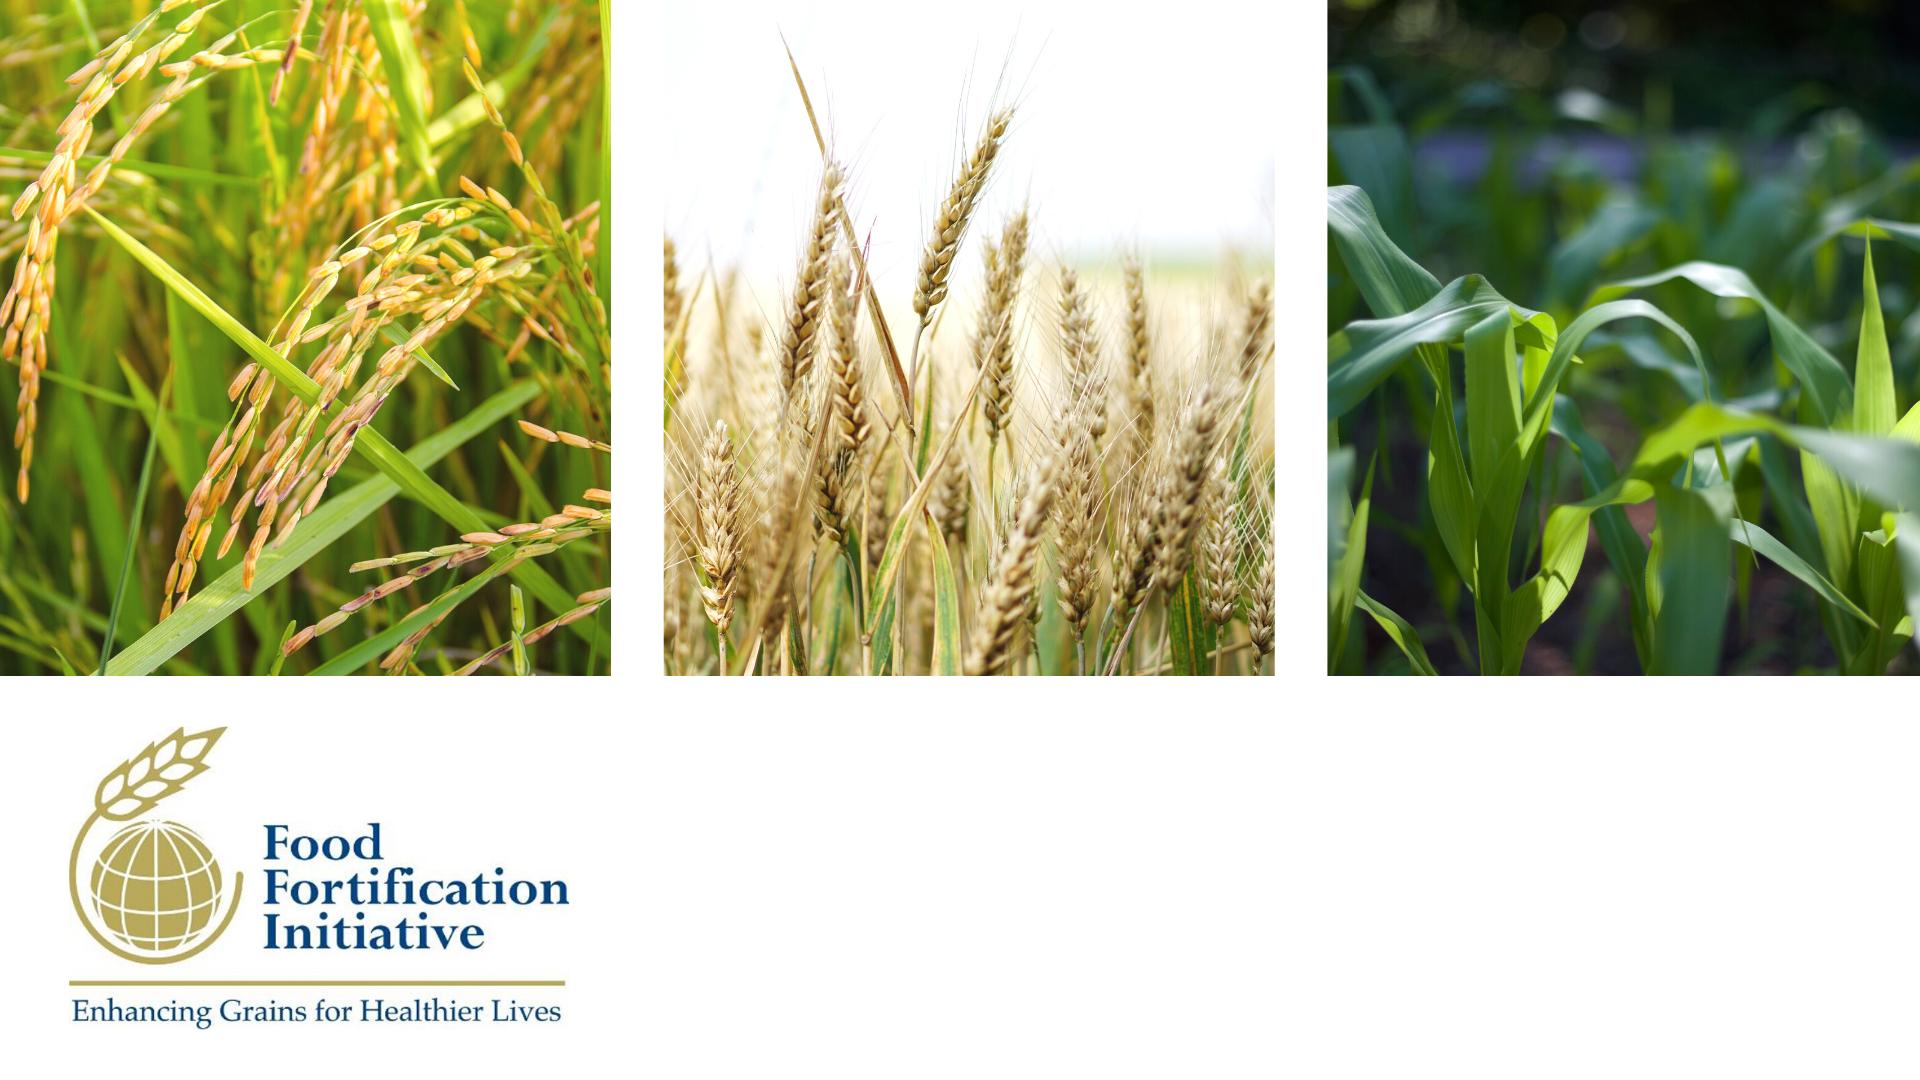 Food
Fortification
Initiative
Enhancing Grains for Healthier Lives